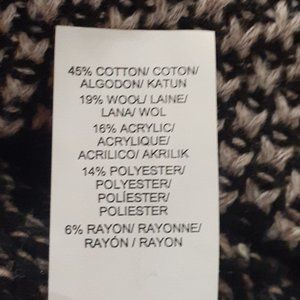 45% COTTON/ COTON/
ALGODON/ KATUN
19% WOOL/ LAINE/
LANA/ WOL
16% ACRYLIC/
ACRYLIQUE/
ACRILICO/ AKRILIK
14% POLYESTER/
POLYESTER/
POLÍESTER/
POLIESTER
6% RAYON/ RAYONNE/
RAYÓN / RAYON